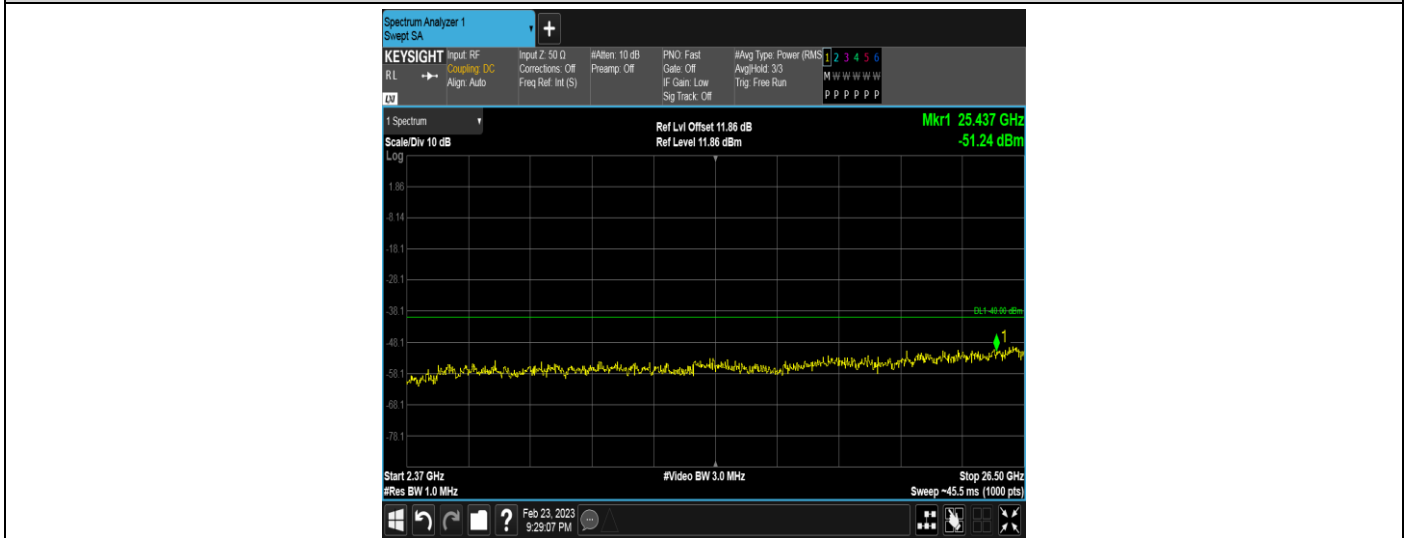 Spectrum Analyzer 1
Swept SA
+
KEYSIGHT
RL
Input: RF
Coupling: DC
Align: Auto
Input Z: 50 Ω
Corrections: Off
Freq Ref: Int (S)
#Atten: 10 dB
Preamp: Off
PNO: Fast
Gate: Off
IF Gain: Low
Sig Track: Off
#Avg Type: Power (RMS
Avg|Hold: 3/3
Trig: Free Run
1 2 3 4 5 6
M W W W W W
P P P P P P
LXI
1 Spectrum
Scale/Div 10 dB
Ref Lvl Offset 11.86 dB
Ref Level 11.86 dBm
Mkr1 25.437 GHz
-51.24 dBm
Log
1.86
-8.14
-18.1
-28.1
-38.1
DL1 -40.00 dBm
-48.1
1
-58.1
-68.1
-78.1
Start 2.37 GHz
#Res BW 1.0 MHz
#Video BW 3.0 MHz
Stop 26.50 GHz
Sweep ~45.5 ms (1000 pts)
?
Feb 23, 2023
9:29:07 PM